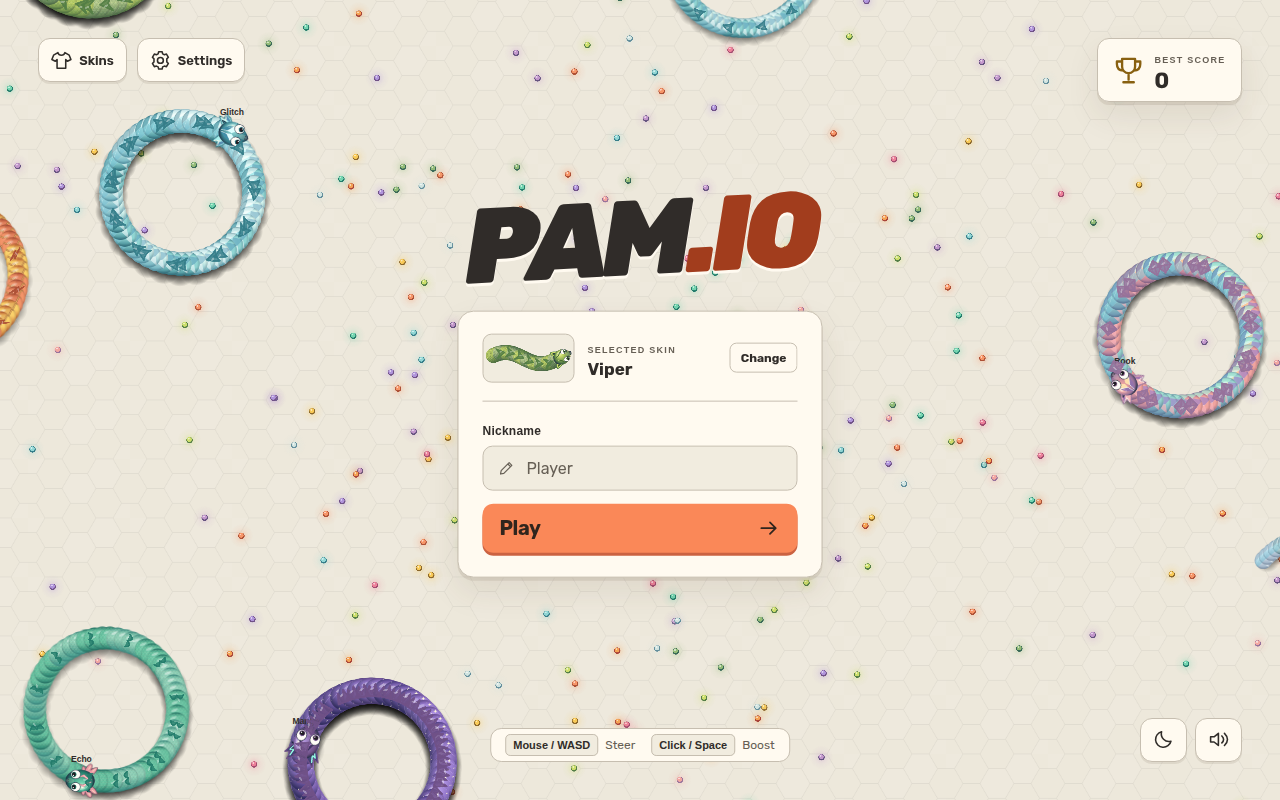 Skins
Settings
BEST SCORE
0
Glitch
PAM.IO
SELECTED SKIN
Viper
Change
Rook
Nickname
Player
Play
Mouse / WASD Steer Click / Space Boost
Echo